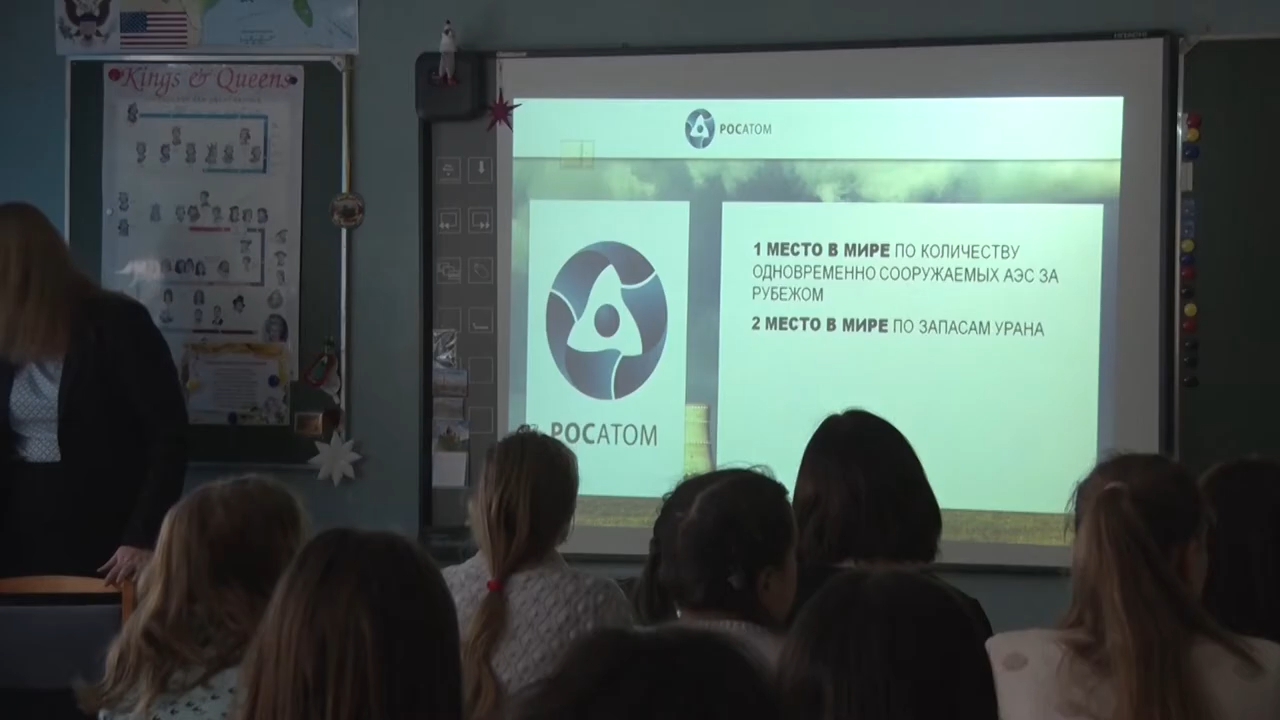 Kings & Queens
HITACHI
РОСАТОМ
1 МЕСТО В МИРЕ ПО КОЛИЧЕСТВУ
ОДНОВРЕМЕННО СООРУЖАЕМЫХ АЭС ЗА
РУБЕЖОМ
2 МЕСТО В МИРЕ ПО ЗАПАСАМ УРАНА
РОСАТОМ